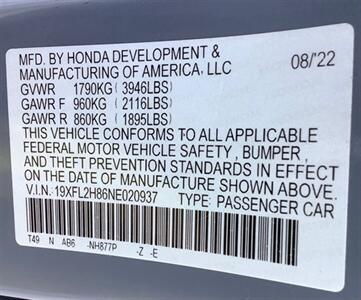 MFD. BY HONDA DEVELOPMENT & 08/'22
MANUFACTURING OF AMERICA, LLC
GVWR 1790KG (3946LBS)
GAWR F 960KG (2116LBS)
GAWR R 860KG (1895LBS)
THIS VEHICLE CONFORMS TO ALL APPLICABLE
FEDERAL MOTOR VEHICLE SAFETY, BUMPER,
AND THEFT PREVENTION STANDARDS IN EFFECT
ON THE DATE OF MANUFACTURE SHOWN ABOVE.
V.I.N.: 19XFL2H86NE020937 TYPE: PASSENGER CAR
T49 N AB6 -NH877P -Z -E